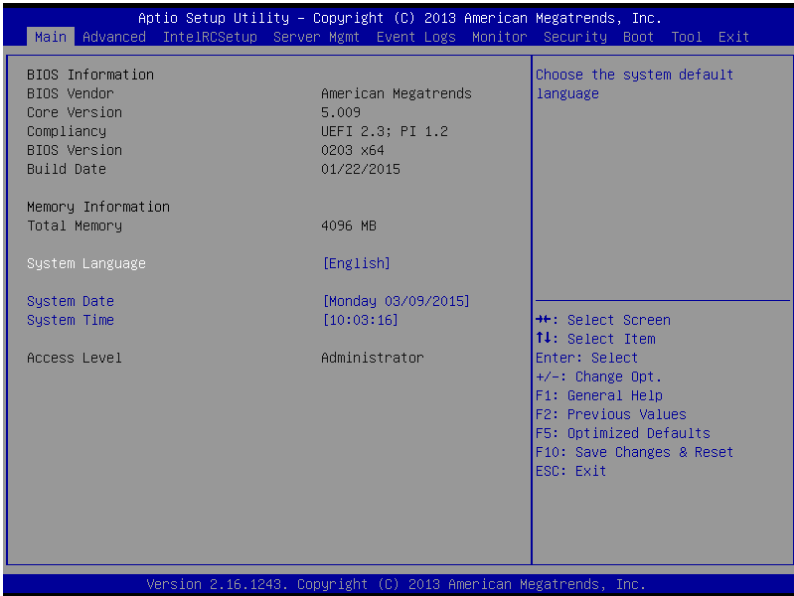 Aptio Setup Utility – Copyright (C) 2013 American Megatrends, Inc.
Main Advanced IntelRCSetup Server Mgmt Event Logs Monitor Security Boot Tool Exit
BIOS Information
BIOS Vendor American Megatrends
Core Version 5.009
Compliancy UEFI 2.3; PI 1.2
BIOS Version 0203 x64
Build Date 01/22/2015
Memory Information
Total Memory 4096 MB
System Language [English]
System Date [Monday 03/09/2015]
System Time [10:03:16]
Access Level Administrator
Choose the system default
language
→←: Select Screen
↑↓: Select Item
Enter: Select
+/-: Change Opt.
F1: General Help
F2: Previous Values
F5: Optimized Defaults
F10: Save Changes & Reset
ESC: Exit
Version 2.16.1243. Copyright (C) 2013 American Megatrends, Inc.